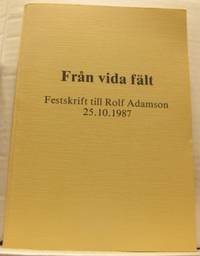 Från vida fält
Festskrift till Rolf Adamson
25.10.1987